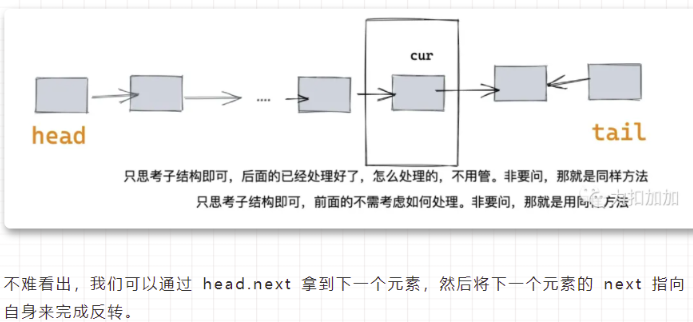 cur
....
head
tail
只思考子结构即可，后面的已经处理好了，怎么处理的，不用管。非要问，那就是同样方法
只思考子结构即可，前面的不需考虑如何处理。非要问，那就是用同样方法
力扣加加
不难看出，我们可以通过 head.next 拿到下一个元素，然后将下一个元素的 next 指向
自身来完成反转。